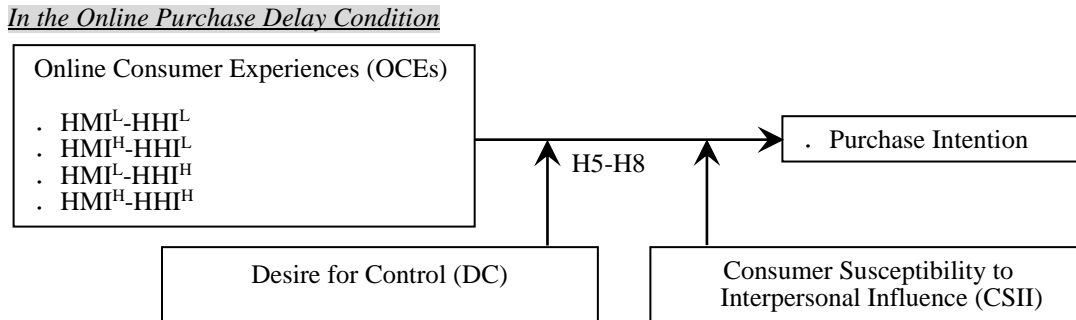 In the Online Purchase Delay Condition
Online Consumer Experiences (OCEs)
. HMI^L-HHI^L
. HMI^H-HHI^L
. HMI^L-HHI^H
. HMI^H-HHI^H
. Purchase Intention
H5-H8
Desire for Control (DC)
Consumer Susceptibility to
Interpersonal Influence (CSII)